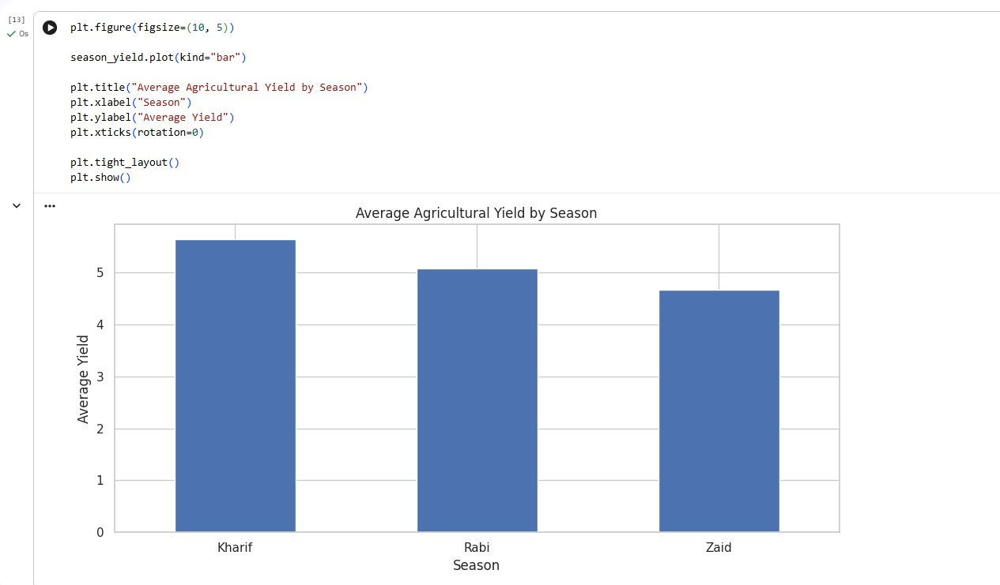 [13]
0s
plt.figure(figsize=(10, 5))
season_yield.plot(kind="bar")
plt.title("Average Agricultural Yield by Season")
plt.xlabel("Season")
plt.ylabel("Average Yield")
plt.xticks(rotation=0)
plt.tight_layout()
plt.show()
Average Agricultural Yield by Season
Average Yield
5
4
3
2
1
0
Kharif Rabi Zaid
Season